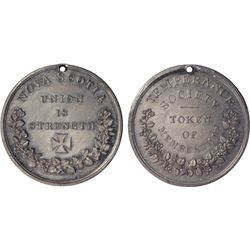 NOVA SCOTIA
UNION
IS
STRENGTH
TEMPERANCE
SOCIETY
TOKEN
OF
MEMBERSHIP